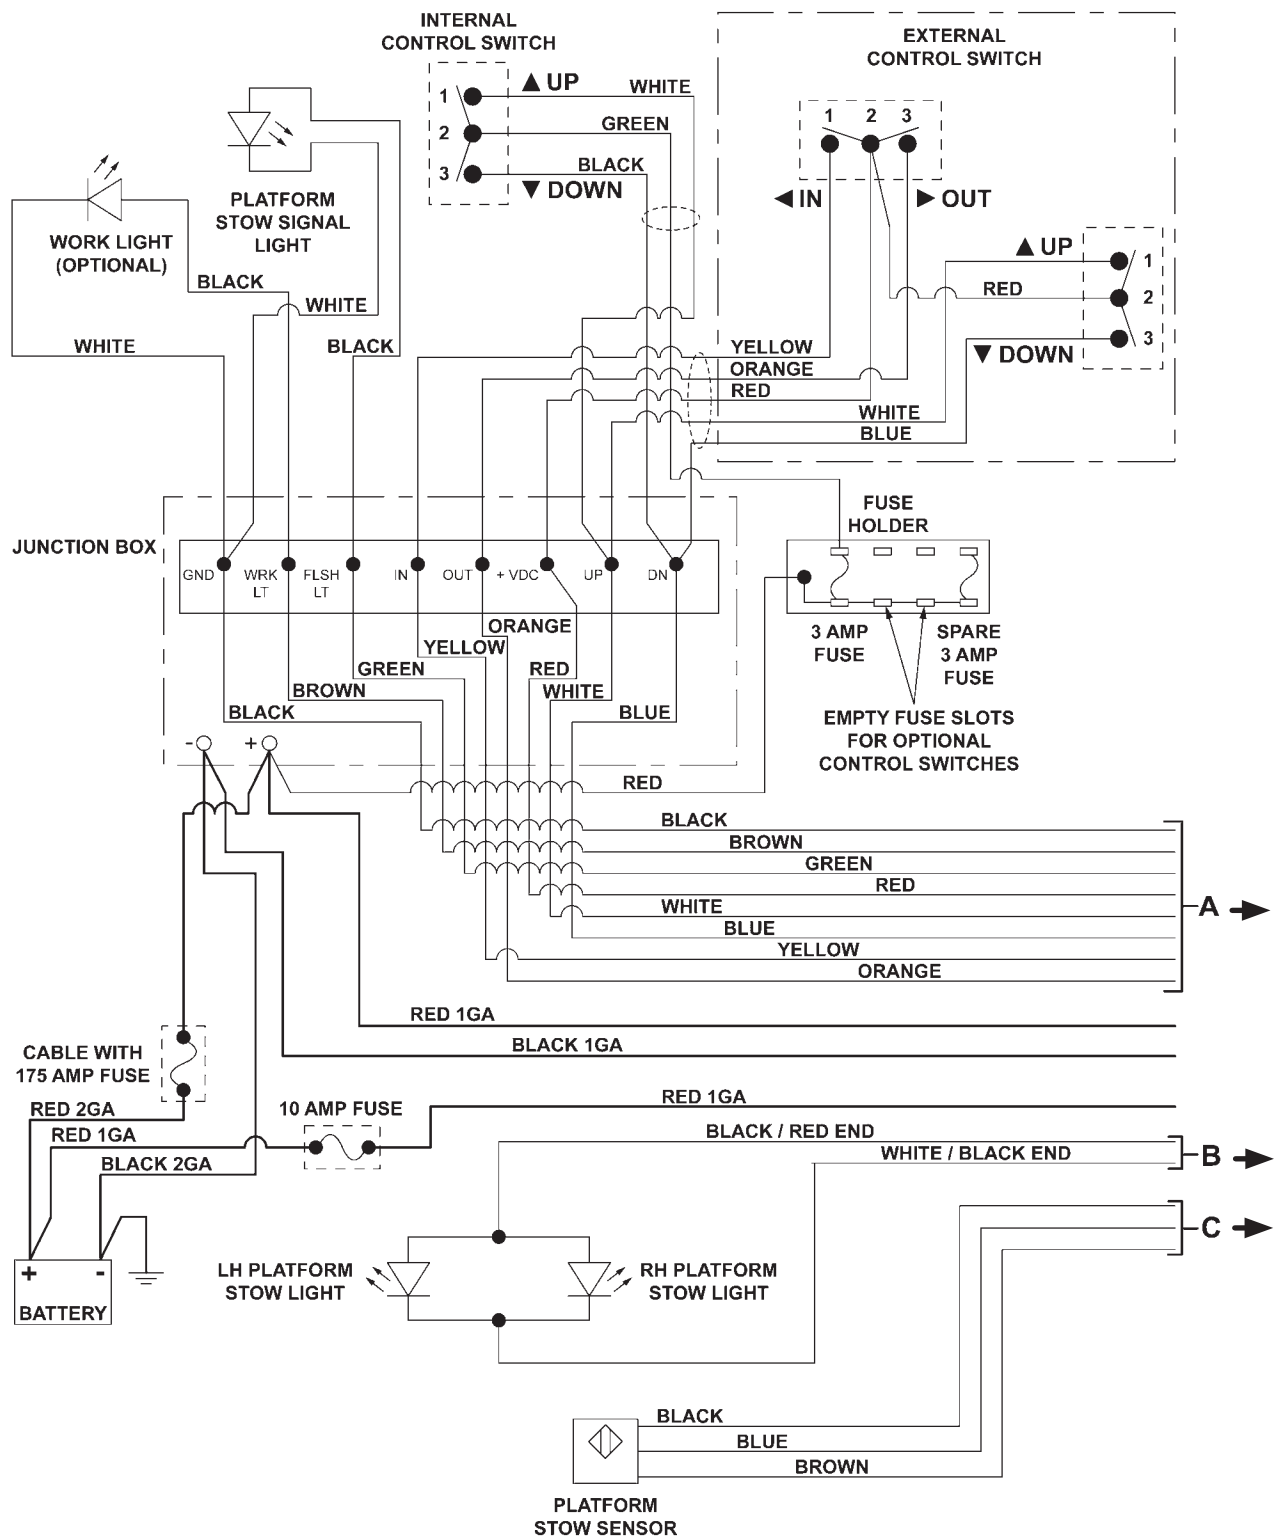 INTERNAL
CONTROL SWITCH
1
2
3
▲ UP
WHITE
GREEN
BLACK
▼ DOWN
EXTERNAL
CONTROL SWITCH
1 2 3
◀ IN
▶ OUT
▲ UP
1
RED
2
▼ DOWN
3
PLATFORM
STOW SIGNAL
LIGHT
WORK LIGHT
(OPTIONAL)
BLACK
WHITE
WHITE
BLACK
YELLOW
ORANGE
RED
WHITE
BLUE
JUNCTION BOX
GND
WRK
LT
FLSH
LT
IN
OUT
+ VDC
UP
DN
FUSE
HOLDER
3 AMP
FUSE
SPARE
3 AMP
FUSE
EMPTY FUSE SLOTS
FOR OPTIONAL
CONTROL SWITCHES
ORANGE
YELLOW
GREEN
RED
BROWN
WHITE
BLACK
BLUE
-
+
RED
BLACK
BROWN
GREEN
RED
WHITE
BLUE
YELLOW
ORANGE
A
RED 1GA
BLACK 1GA
CABLE WITH
175 AMP FUSE
RED 2GA
RED 1GA
BLACK 2GA
10 AMP FUSE
RED 1GA
BLACK / RED END
WHITE / BLACK END
B
C
+ -
BATTERY
LH PLATFORM
STOW LIGHT
RH PLATFORM
STOW LIGHT
BLACK
BLUE
BROWN
PLATFORM
STOW SENSOR